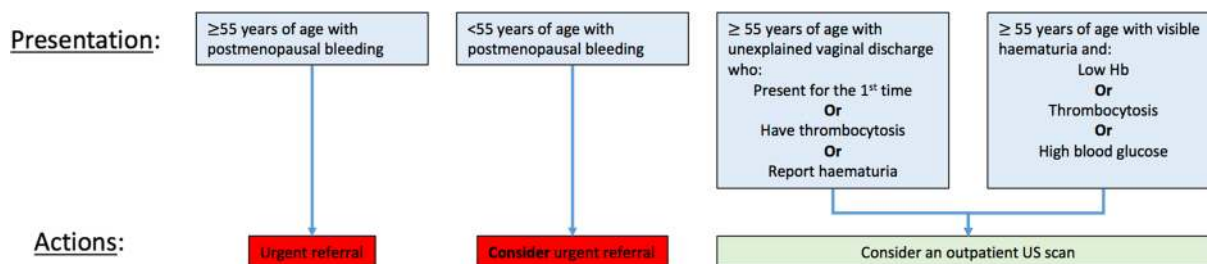 Presentation:
≥55 years of age with
postmenopausal bleeding
<55 years of age with
postmenopausal bleeding
≥ 55 years of age with
unexplained vaginal discharge
who:
Present for the 1st time
Or
Have thrombocytosis
Or
Report haematuria
≥ 55 years of age with visible
haematuria and:
Low Hb
Or
Thrombocytosis
Or
High blood glucose
Actions:
Urgent referral
Consider urgent referral
Consider an outpatient US scan